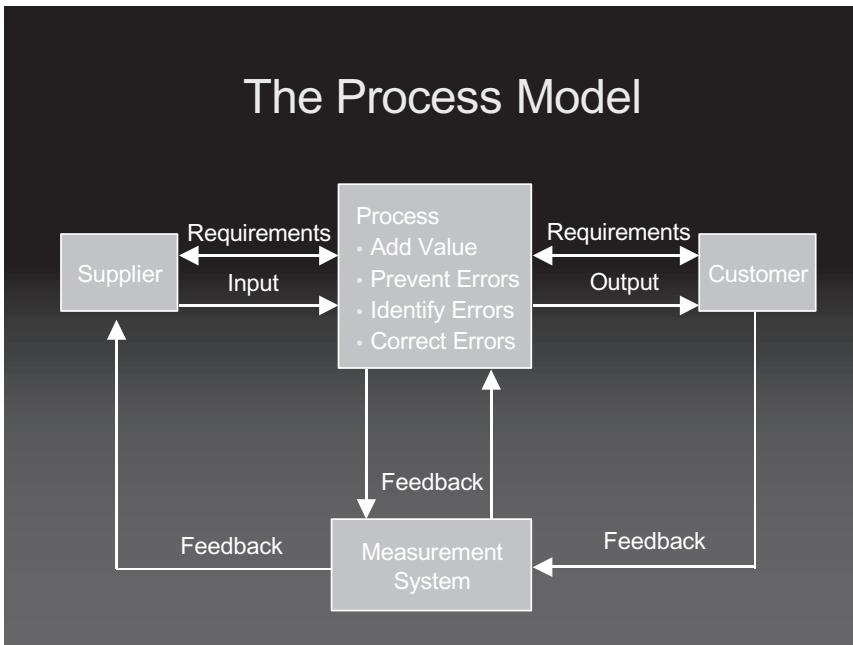 The Process Model
Supplier
Requirements
Input
Process
• Add Value
• Prevent Errors
• Identify Errors
• Correct Errors
Requirements
Output
Customer
Feedback
Feedback
Measurement
System
Feedback